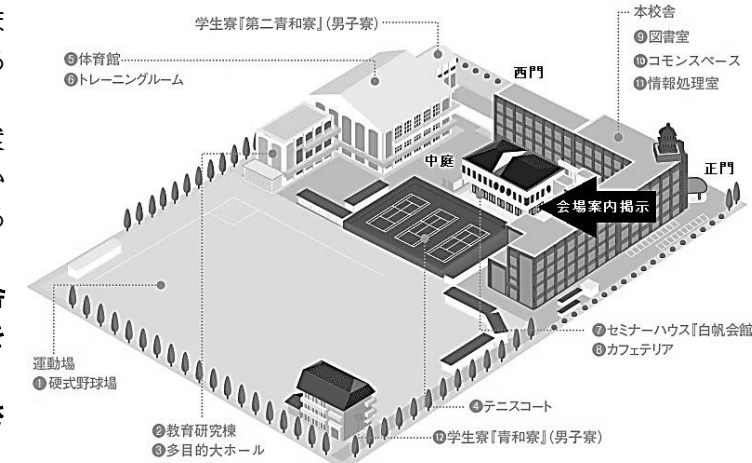 学生寮『第二青和寮』(男子寮)
❺体育館
❻トレーニングルーム
西門
本校舎
❾図書室
❿コモンスペース
⓫情報処理室
中庭
正門
会場案内掲示
運動場
❶硬式野球場
❷教育研究棟
❸多目的大ホール
❹テニスコート
⓬学生寮『青和寮』(男子寮)
❼セミナーハウス『白帆会館
❽カフェテリア